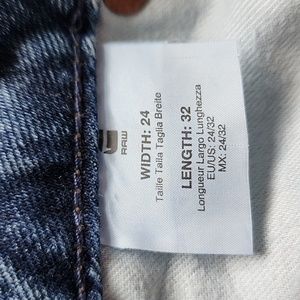 RAW
WIDTH: 24
Taille Talla Taglia Breite
LENGTH: 32
Longueur Largo Lunghezza
EU/US: 24/32
MX: 24/32